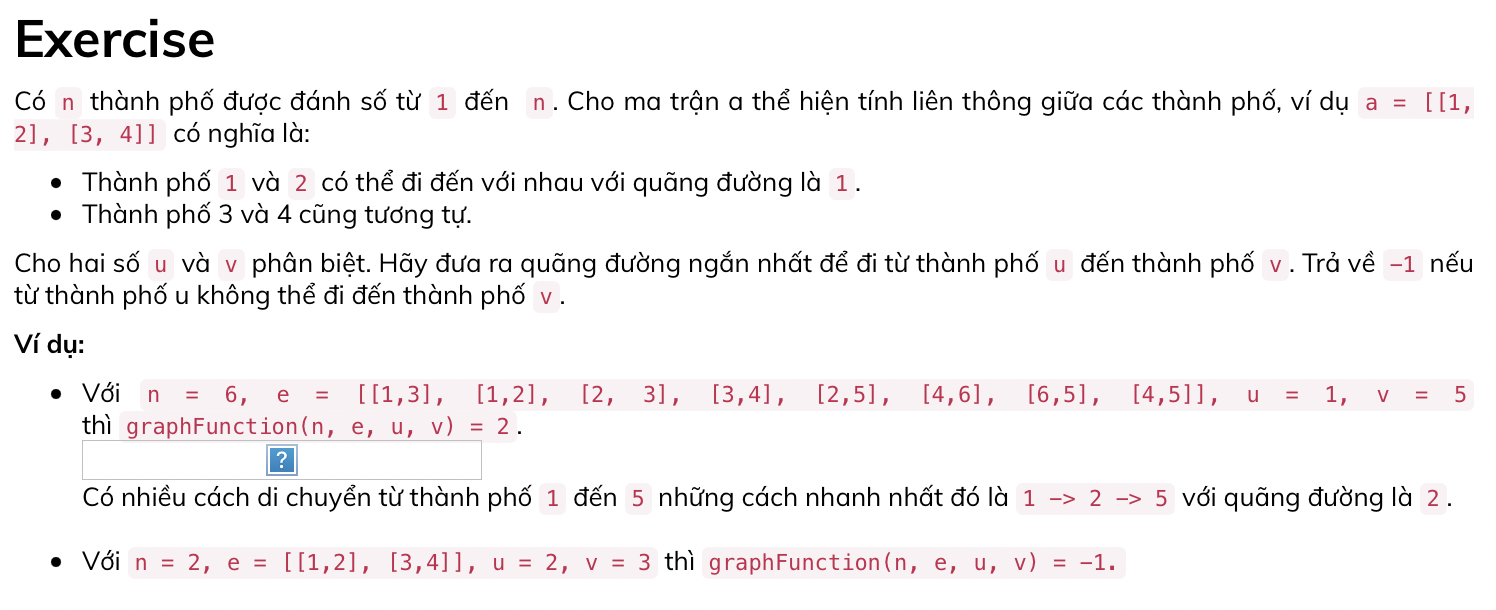 Exercise
Có n thành phố được đánh số từ 1 đến n. Cho ma trận a thể hiện tính liên thông giữa các thành phố, ví dụ a = [[1,
2], [3, 4]] có nghĩa là:
• Thành phố 1 và 2 có thể đi đến với nhau với quãng đường là 1.
• Thành phố 3 và 4 cũng tương tự.
Cho hai số u và v phân biệt. Hãy đưa ra quãng đường ngắn nhất để đi từ thành phố u đến thành phố v. Trả về -1 nếu
từ thành phố u không thể đi đến thành phố v.
Ví dụ:
• Với n = 6, e = [[1,3], [1,2], [2, 3], [3,4], [2,5], [4,6], [6,5], [4,5]], u = 1, v = 5
thì graphFunction(n, e, u, v) = 2.
?
Có nhiều cách di chuyển từ thành phố 1 đến 5 những cách nhanh nhất đó là 1 -> 2 -> 5 với quãng đường là 2.
• Với n = 2, e = [[1,2], [3,4]], u = 2, v = 3 thì graphFunction(n, e, u, v) = -1.